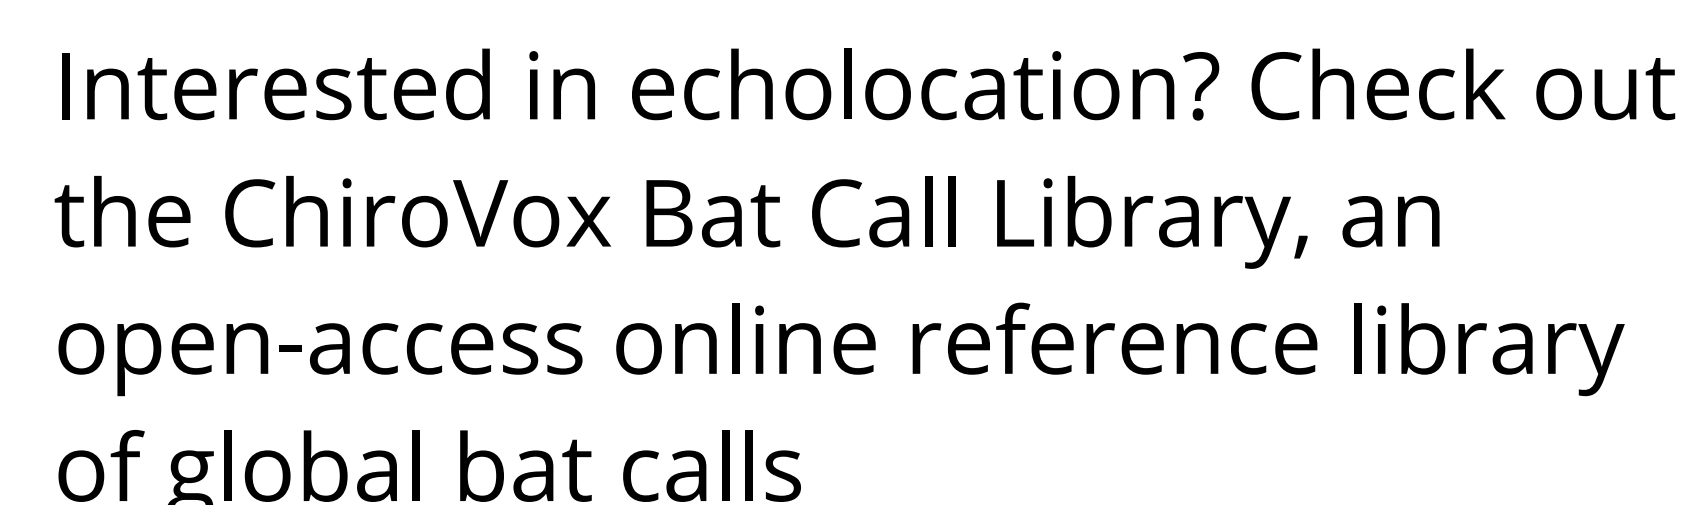 Interested in echolocation? Check out
the ChiroVox Bat Call Library, an
open-access online reference library
of global bat calls